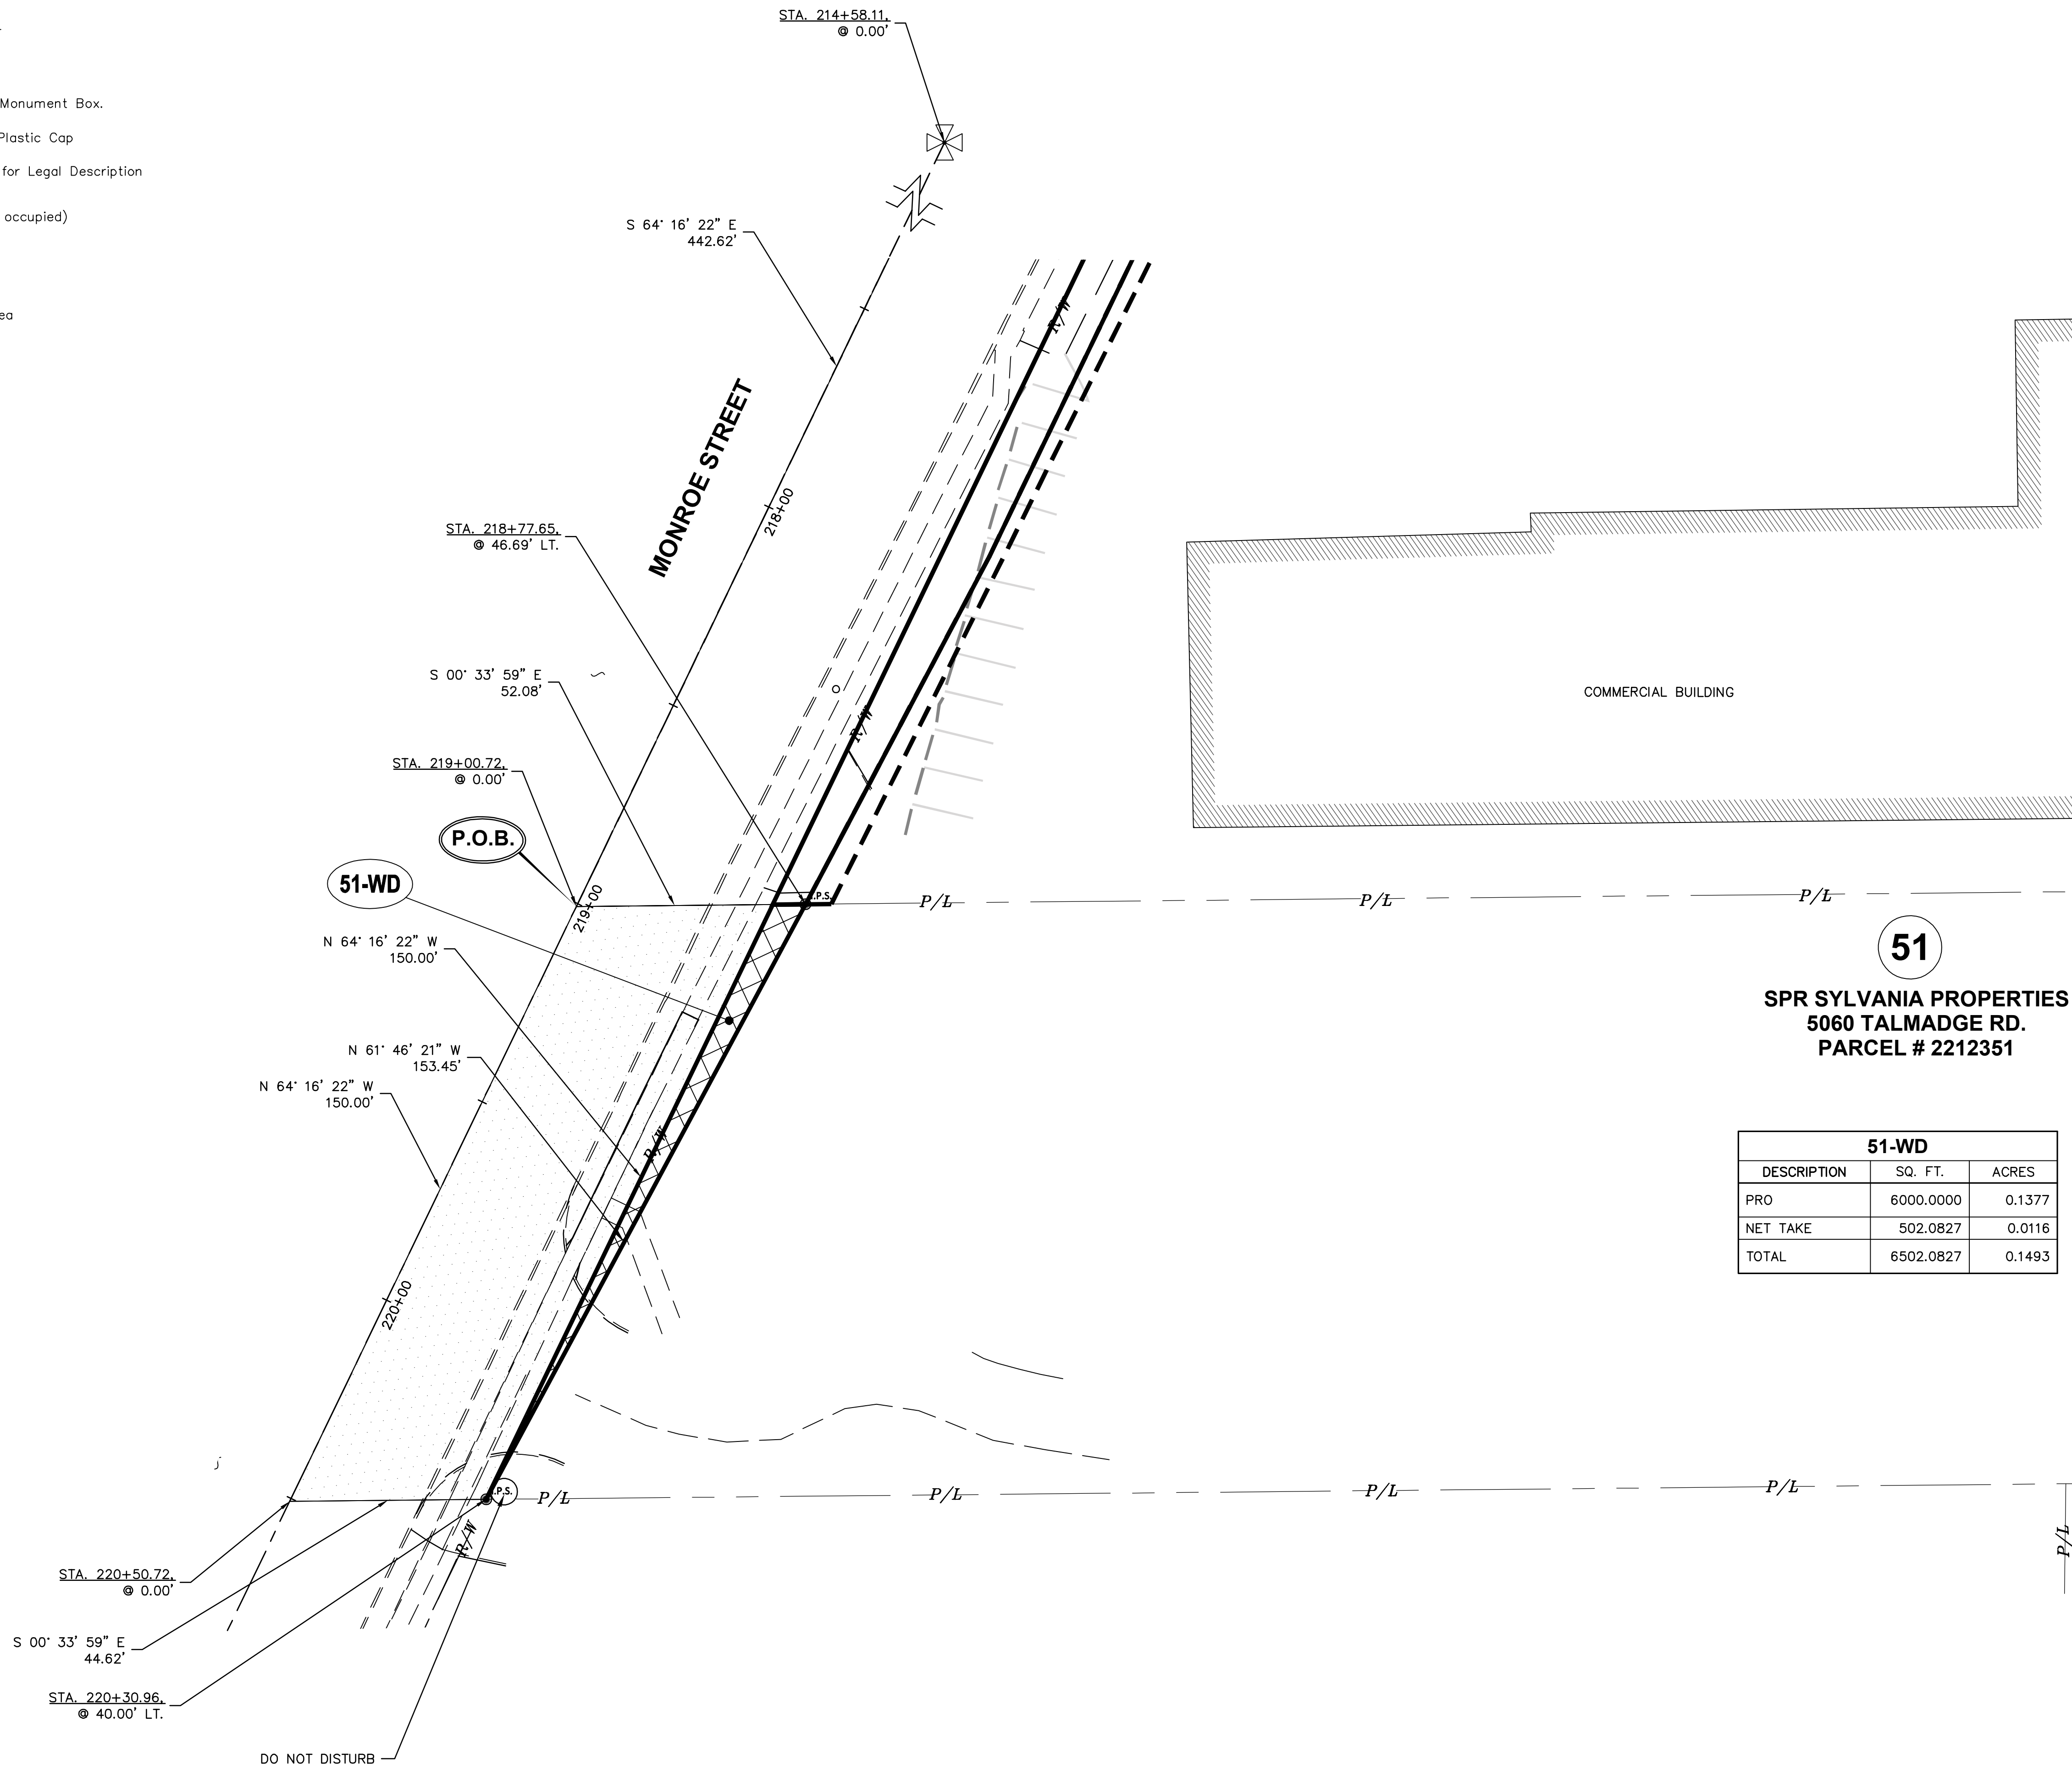 STA. 214+58.11,
@ 0.00'
Monument Box.
Plastic Cap
for Legal Description
occupied)
S 64° 16' 22" E
442.62'
R/W
MONROE STREET
218+00
STA. 218+77.65,
@ 46.69' LT.
S 00° 33' 59" E
52.08'
COMMERCIAL BUILDING
R/W
STA. 219+00.72,
@ 0.00'
P.O.B.
51-WD
219+00
.P.S.
P/L
P/L
P/L
51
SPR SYLVANIA PROPERTIES
5060 TALMADGE RD.
PARCEL # 2212351
N 64° 16' 22" W
150.00'
N 61° 46' 21" W
153.45'
N 64° 16' 22" W
150.00'
R/W
51-WD
DESCRIPTION SQ. FT. ACRES
PRO 6000.0000 0.1377
NET TAKE 502.0827 0.0116
TOTAL 6502.0827 0.1493
220+00
.P.S.
P/L
P/L
P/L
P/L
P/L
R/W
STA. 220+50.72,
@ 0.00'
S 00° 33' 59" E
44.62'
STA. 220+30.96,
@ 40.00' LT.
DO NOT DISTURB